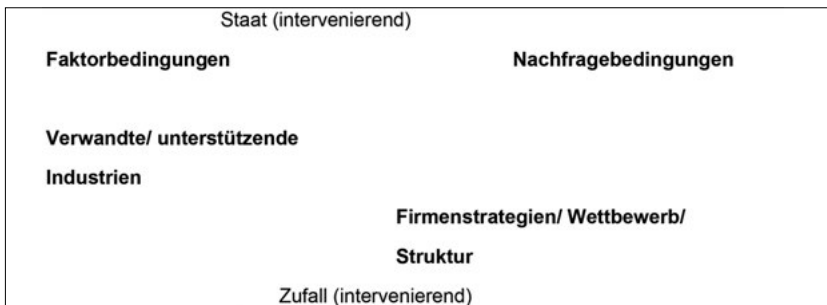 Staat (intervenierend)
Faktorbedingungen Nachfragebedingungen
Verwandte/ unterstützende
Industrien
Firmenstrategien/ Wettbewerb/
Struktur
Zufall (intervenierend)